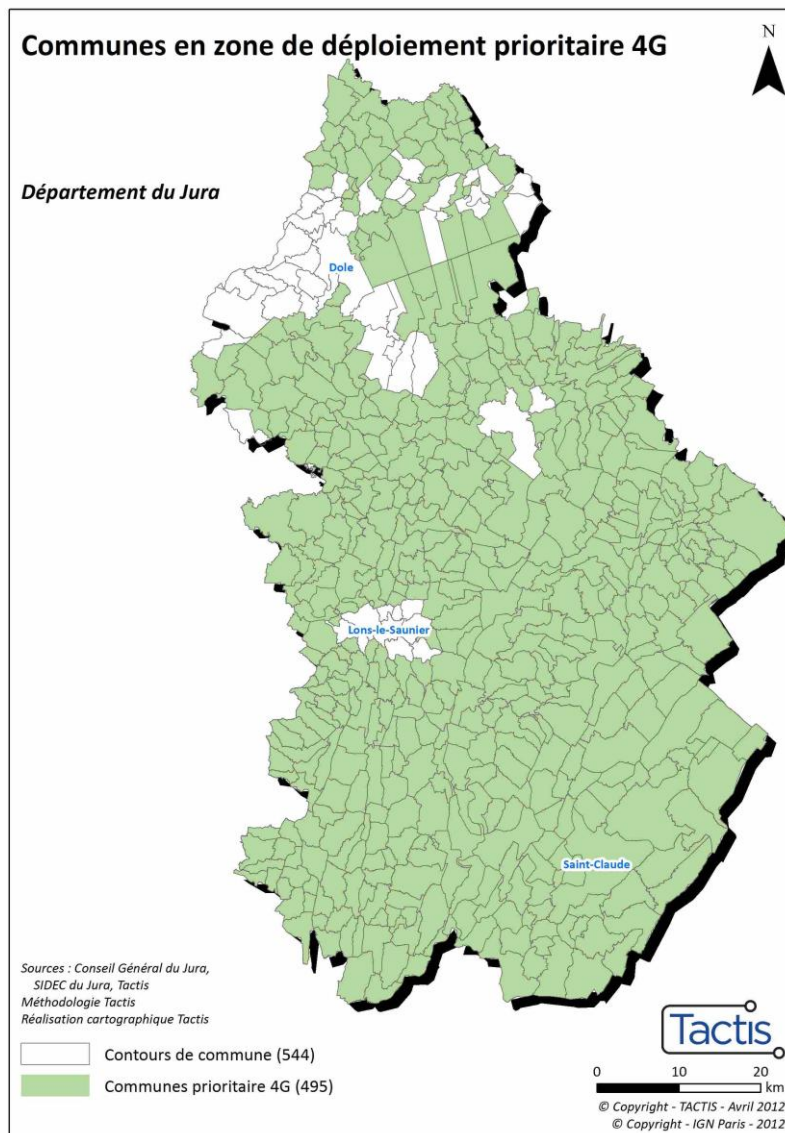 Communes en zone de déploiement prioritaire 4G
N
Département du Jura
Dole
Lons-le-Saunier
Saint-Claude
Sources : Conseil Général du Jura,
SIDEC du Jura, Tactis
Méthodologie Tactis
Réalisation cartographique Tactis
Contours de commune (544)
Communes prioritaire 4G (495)
Tactis
0 10 20
km
© Copyright - TACTIS - Avril 2012
© Copyright - IGN Paris - 2012